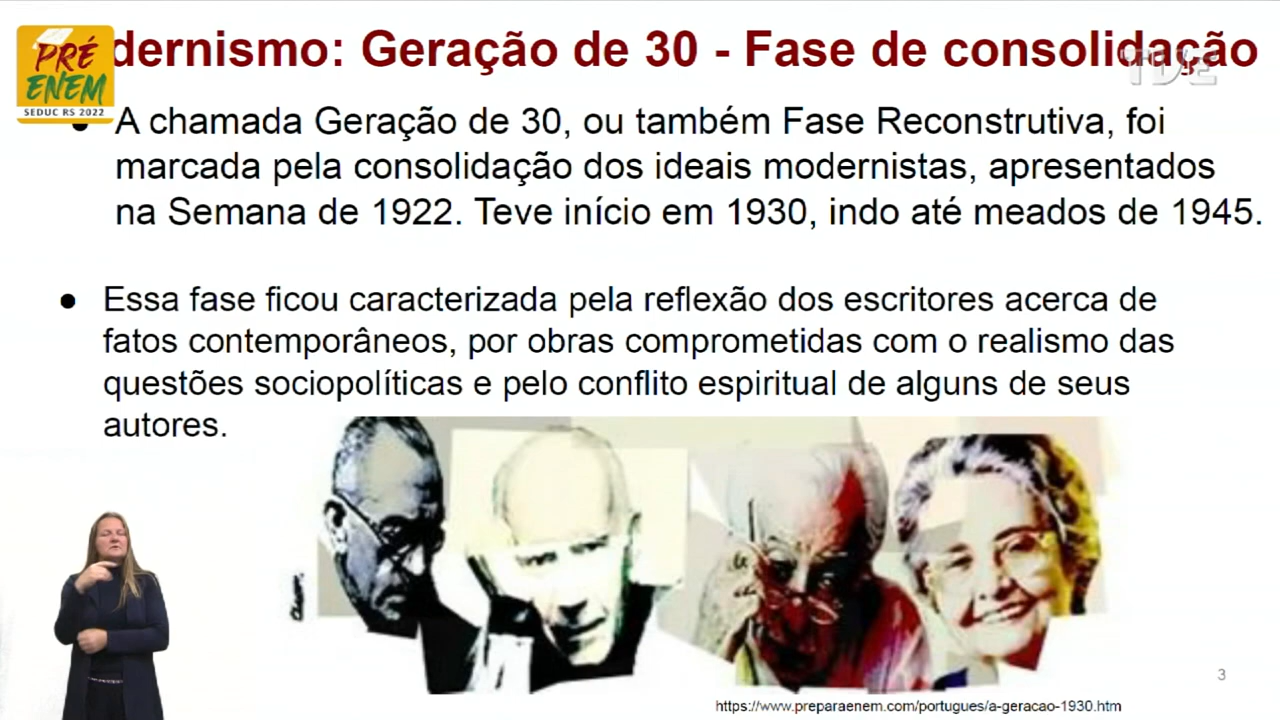 PRÉ
ENEM
SEDUC RS 2022
dernismo: Geração de 30 - Fase de consolidação
TVE
● A chamada Geração de 30, ou também Fase Reconstrutiva, foi
marcada pela consolidação dos ideais modernistas, apresentados
na Semana de 1922. Teve início em 1930, indo até meados de 1945.
● Essa fase ficou caracterizada pela reflexão dos escritores acerca de
fatos contemporâneos, por obras comprometidas com o realismo das
questões sociopolíticas e pelo conflito espiritual de alguns de seus
autores.
3
https://www.preparaenem.com/portugues/a-geracao-1930.htm